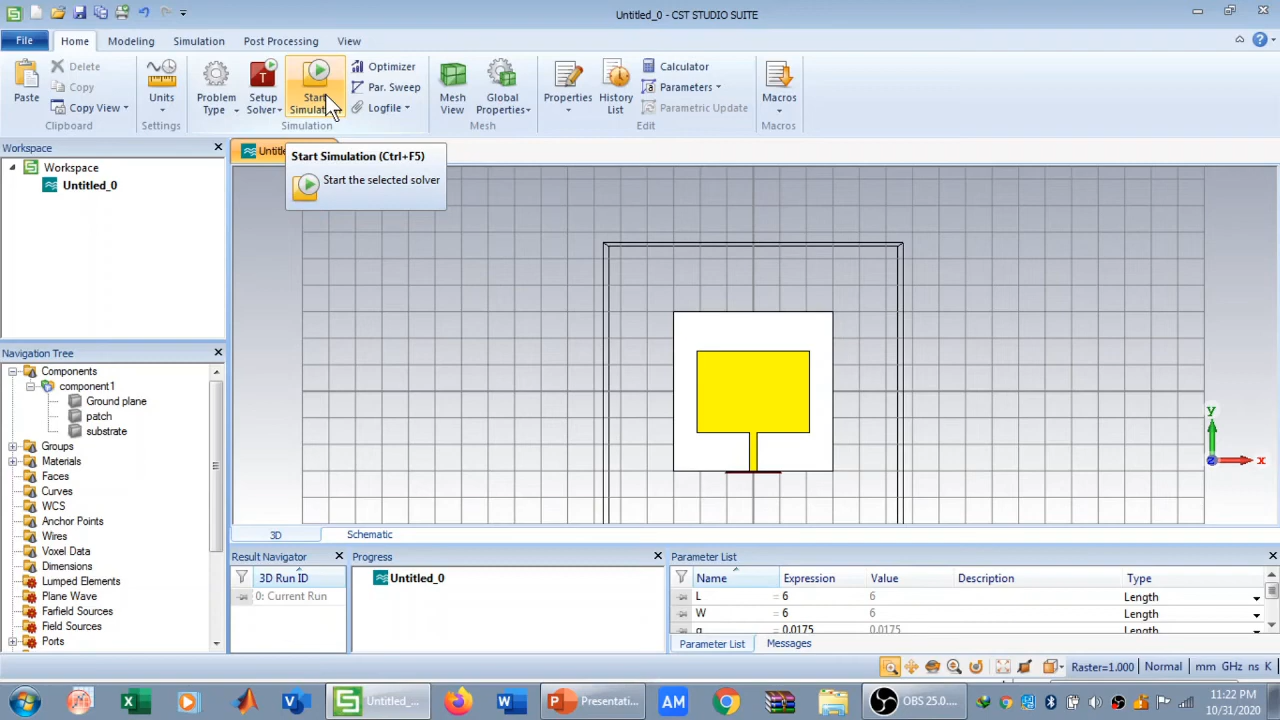 Untitled_0 - CST STUDIO SUITE
File Home Modeling Simulation Post Processing View
Paste
Delete
Copy
Copy View
Clipboard
Units
Settings
Problem
Type
Setup
Solver
Start
Simulation
Optimizer
Par. Sweep
Logfile
Simulation
Mesh
View
Global
Properties
Mesh
Properties
History
List
Calculator
Parameters
Parametric Update
Edit
Macros
Macros
Workspace
Workspace
Untitled_0
Start Simulation (Ctrl+F5)
Start the selected solver
Navigation Tree
Components
component1
Ground plane
patch
substrate
Groups
Materials
Faces
Curves
WCS
Anchor Points
Wires
Voxel Data
Dimensions
Lumped Elements
Plane Wave
Farfield Sources
Field Sources
Ports
y
z
x
3D Schematic
Result Navigator
3D Run ID
0: Current Run
Progress
Untitled_0
Parameter List
Name Expression Value Description Type
L = 6 6 Length
W = 6 6 Length
g = 0.0175 0.0175 Length
Parameter List Messages
Raster=1.000 Normal mm GHz ns K
Untitled_...
Presentati...
AM
OBS 25.0....
11:22 PM
10/31/2020